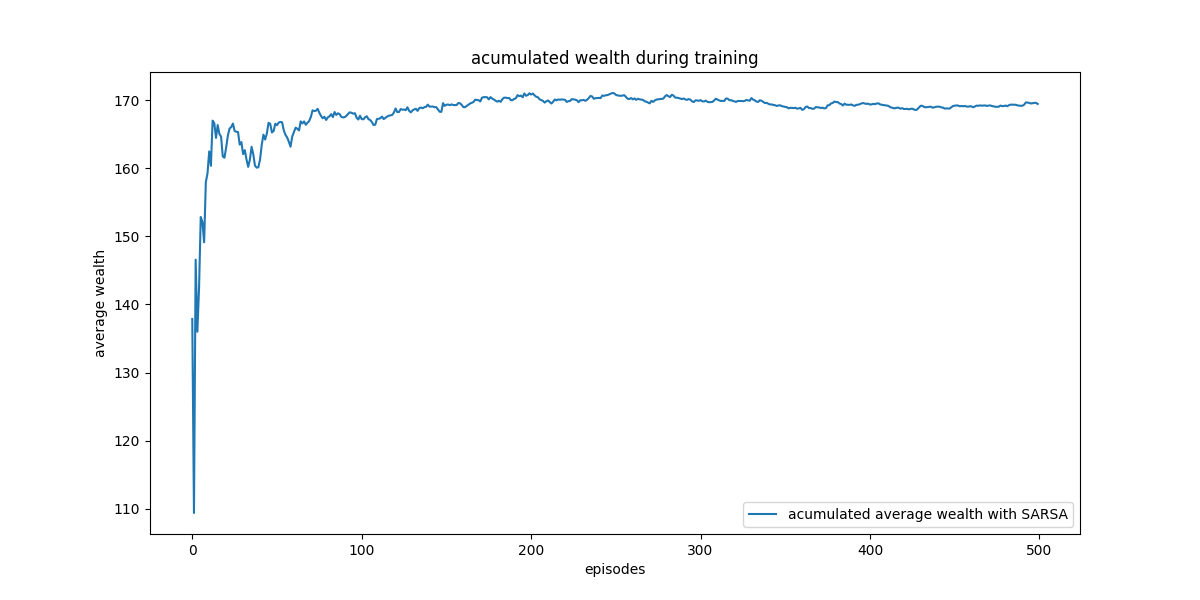 acumulated wealth during training
average wealth
170
160
150
140
130
120
110
acumulated average wealth with SARSA
0 100 200 300 400 500
episodes